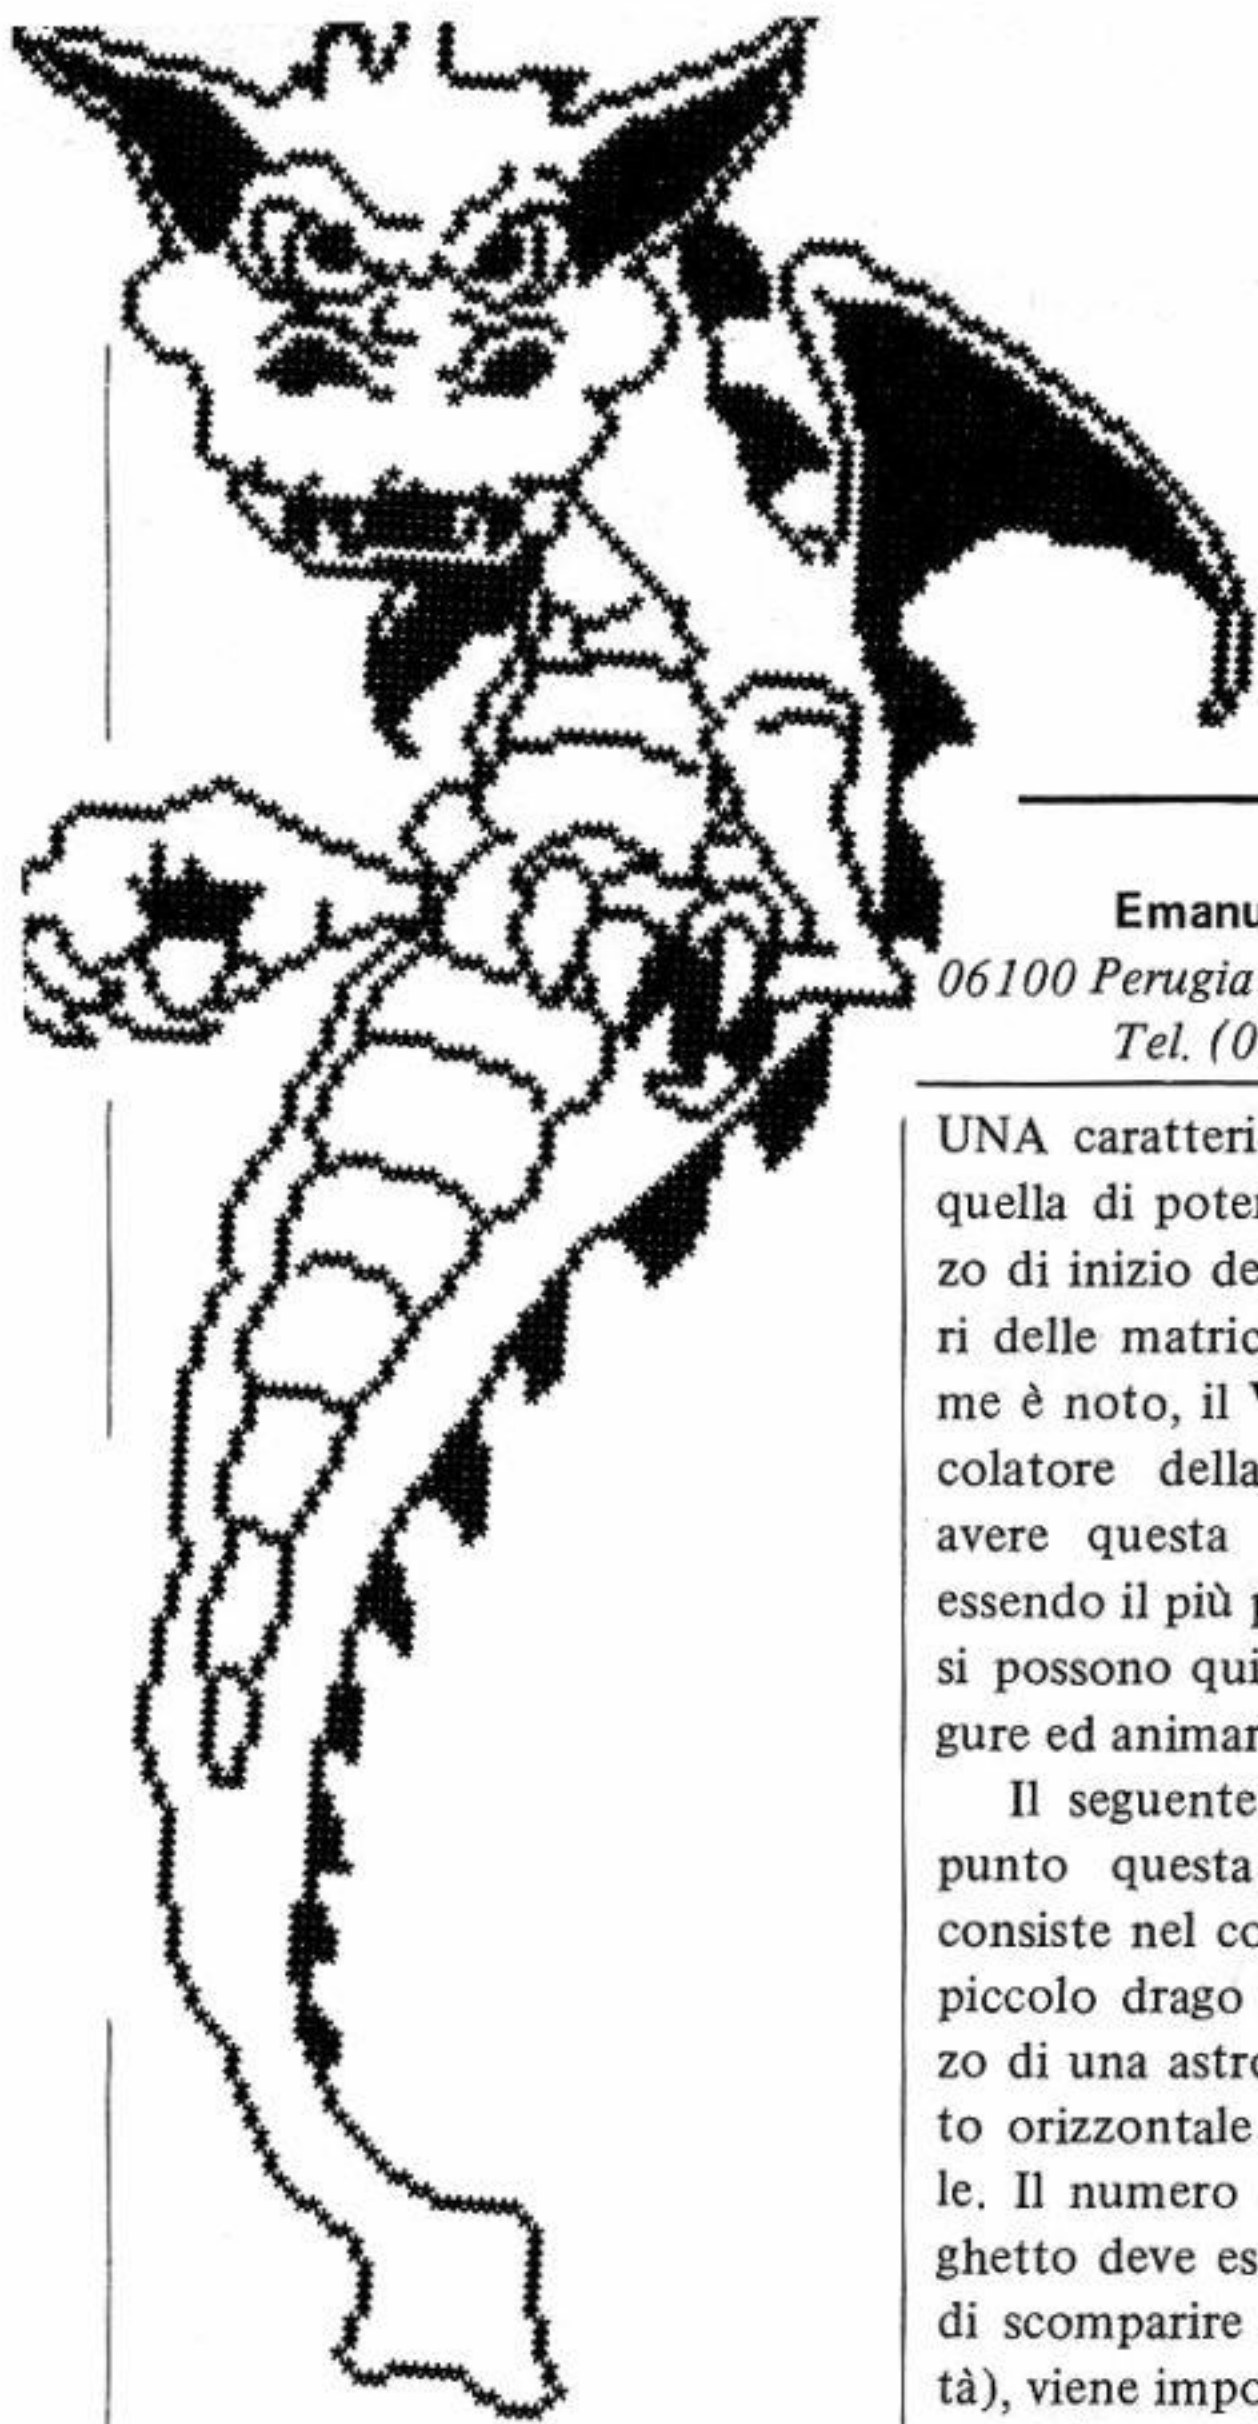 Emanu
06100 Perugia
Tel. (0
UNA caratteri
quella di poter
zo di inizio de
ri delle matric
me è noto, il V
colatore della
avere questa
essendo il più p
si possono qui
gure ed animar
Il seguente
punto questa
consiste nel co
piccolo drago
zo di una astro
to orizzontale
le. Il numero
ghetto deve es
di scomparire
tà), viene impo